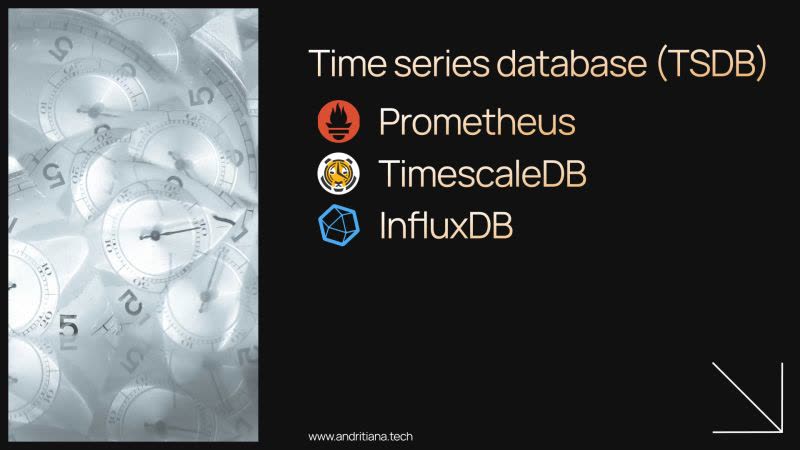 Time series database (TSDB)
Prometheus
TimescaleDB
InfluxDB
www.andritiana.tech